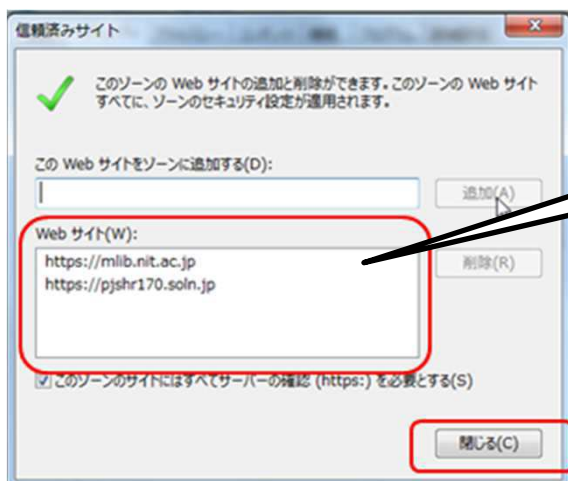 信頼済みサイト
このゾーンの Web サイトの追加と削除ができます。このゾーンの Web サイト
すべてに、ゾーンのセキュリティ設定が適用されます。
この Web サイトをゾーンに追加する(D):
追加(A)
Web サイト(W):
https://mlib.nit.ac.jp
https://pjshr170.soln.jp
削除(R)
このゾーンのサイトにはすべてサーバーの確認 (https:) を必要とする(S)
閉じる(C)